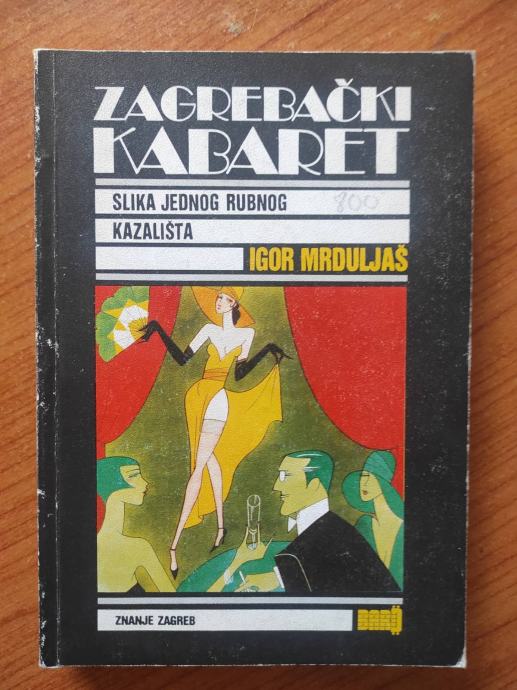 ZAGREBAČKI
KABARET
SLIKA JEDNOG RUBNOG
800
KAZALIŠTA
IGOR MRDULJAŠ
ZNANJE ZAGREB